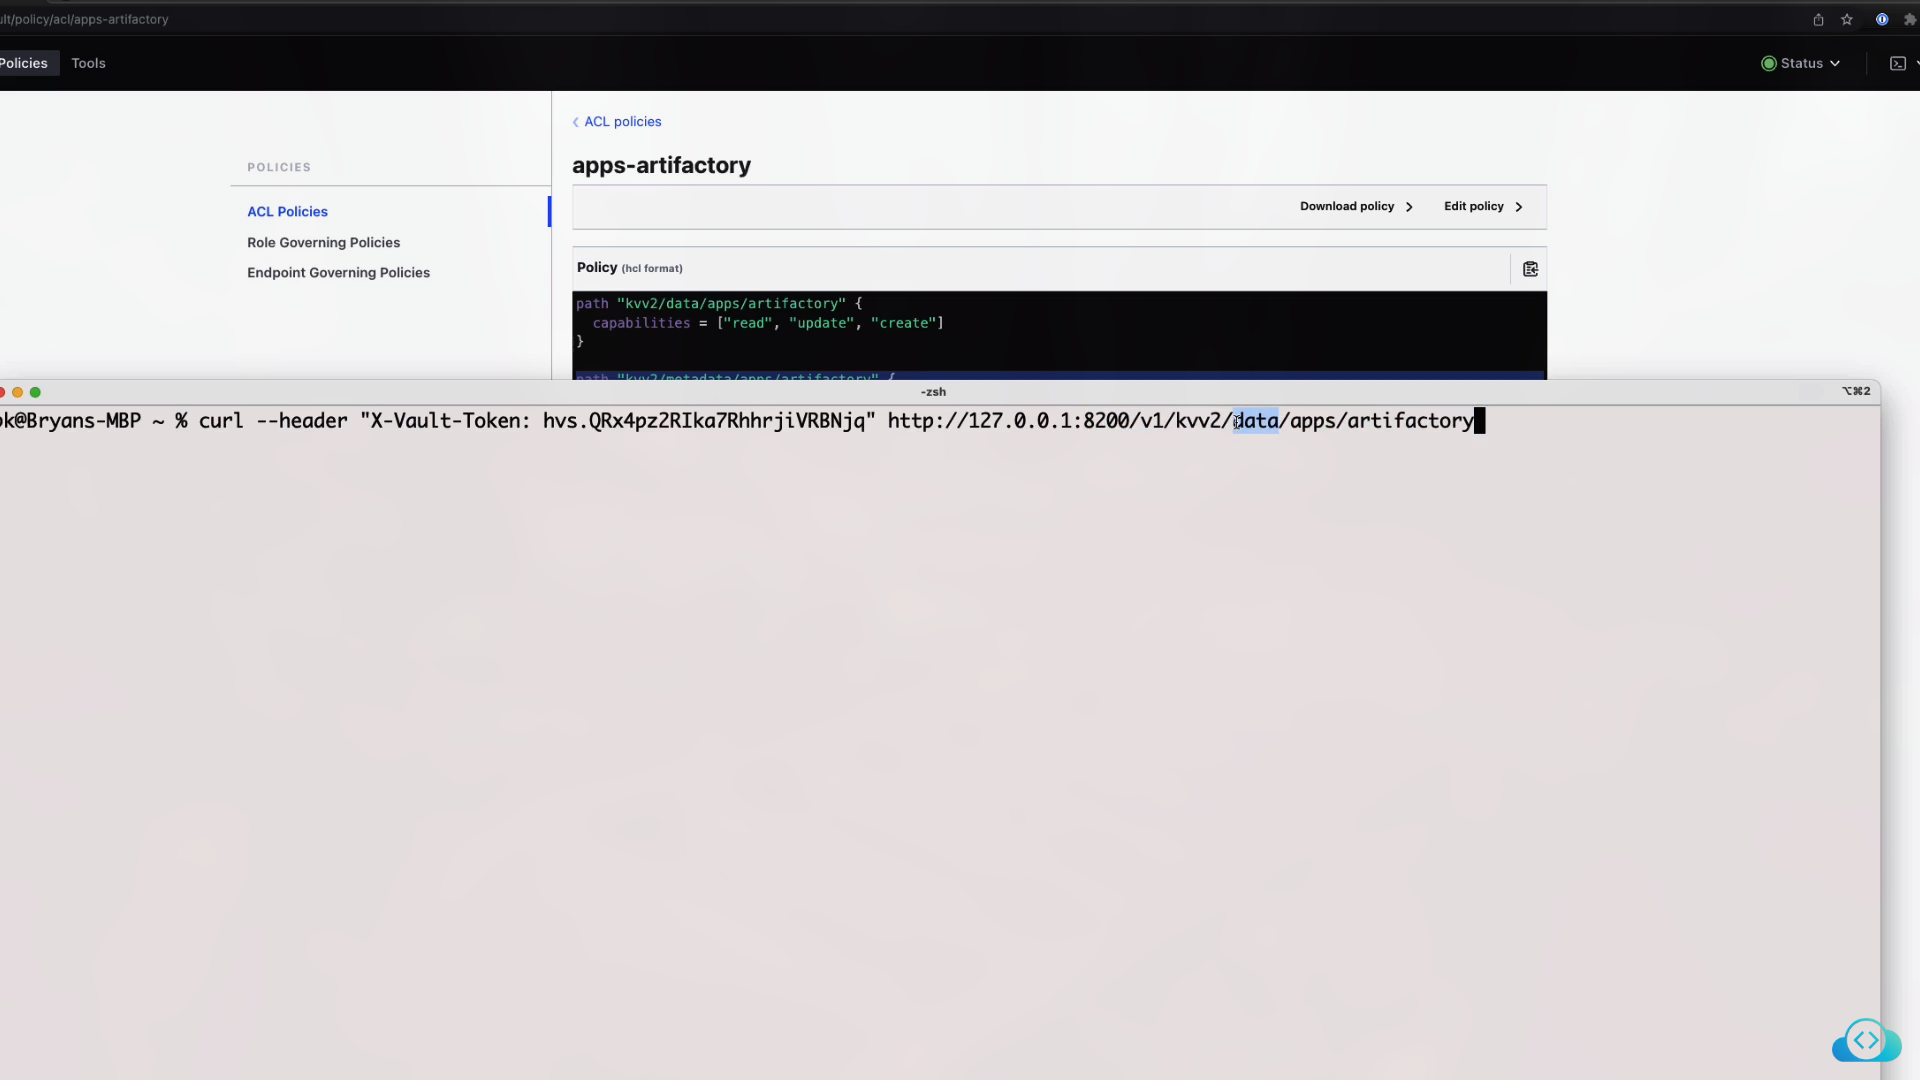 ult/policy/acl/apps-artifactory
Policies
Tools
Status
ACL policies
apps-artifactory
POLICIES
ACL Policies
Role Governing Policies
Endpoint Governing Policies
Download policy
Edit policy
Policy (hcl format)
path "kvv2/data/apps/artifactory" {
capabilities = ["read", "update", "create"]
}
path "kvv2/metadata/apps/artifactory" {
-zsh
⌥⌘2
ok@Bryans-MBP ~ % curl --header "X-Vault-Token: hvs.QRx4pz2RIka7RhhrjiVRBNjq" http://127.0.0.1:8200/v1/kvv2/data/apps/artifactory